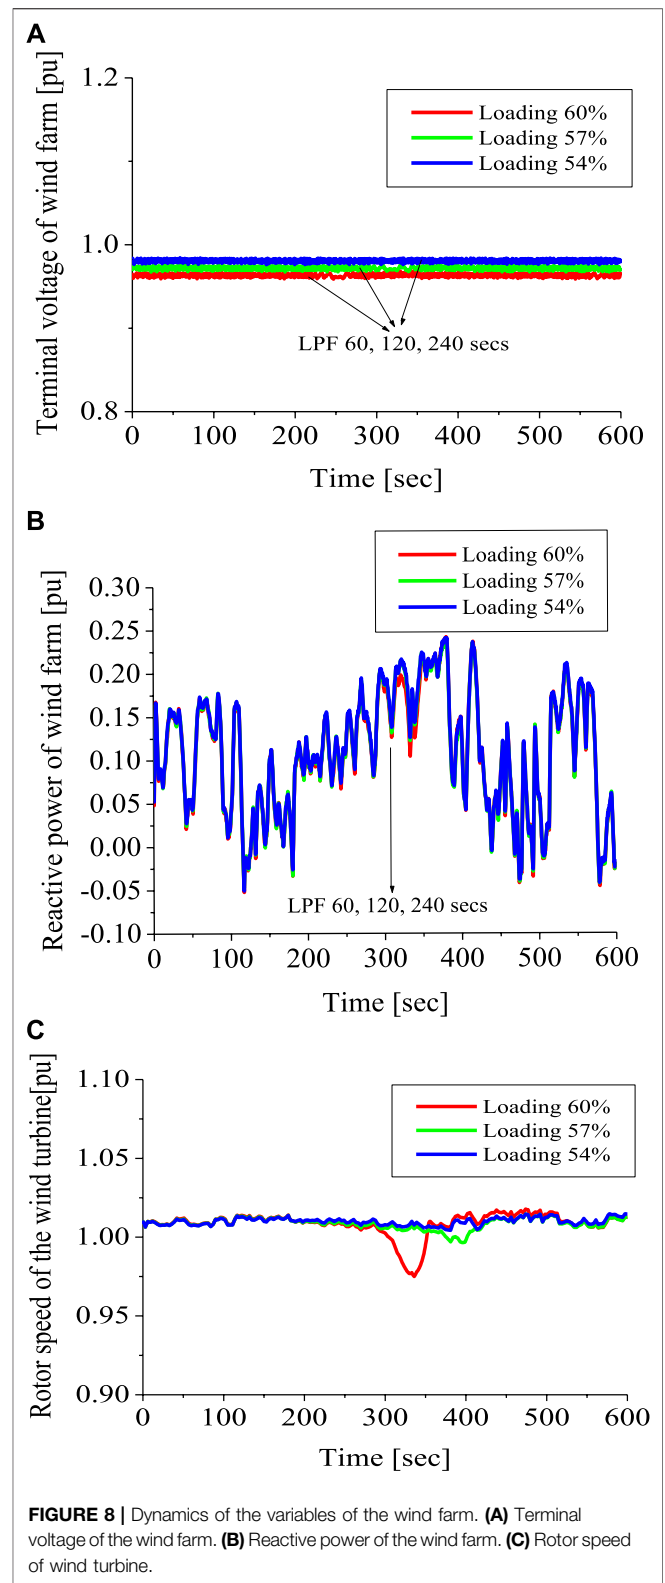 A
Terminal voltage of wind farm [pu]
1.2
1.0
0.8
Loading 60%
Loading 57%
Loading 54%
LPF 60, 120, 240 secs
0 100 200 300 400 500 600
Time [sec]
B
Reactive power of wind farm [pu]
Loading 60%
Loading 57%
Loading 54%
0.30
0.25
0.20
0.15
0.10
0.05
0.00
-0.05
-0.10
LPF 60, 120, 240 secs
0 100 200 300 400 500 600
Time [sec]
C
Rotor speed of the wind turbine[pu]
1.10
1.05
1.00
0.95
0.90
Loading 60%
Loading 57%
Loading 54%
0 100 200 300 400 500 600
Time [sec]
FIGURE 8 | Dynamics of the variables of the wind farm. (A) Terminal
voltage of the wind farm. (B) Reactive power of the wind farm. (C) Rotor speed
of wind turbine.